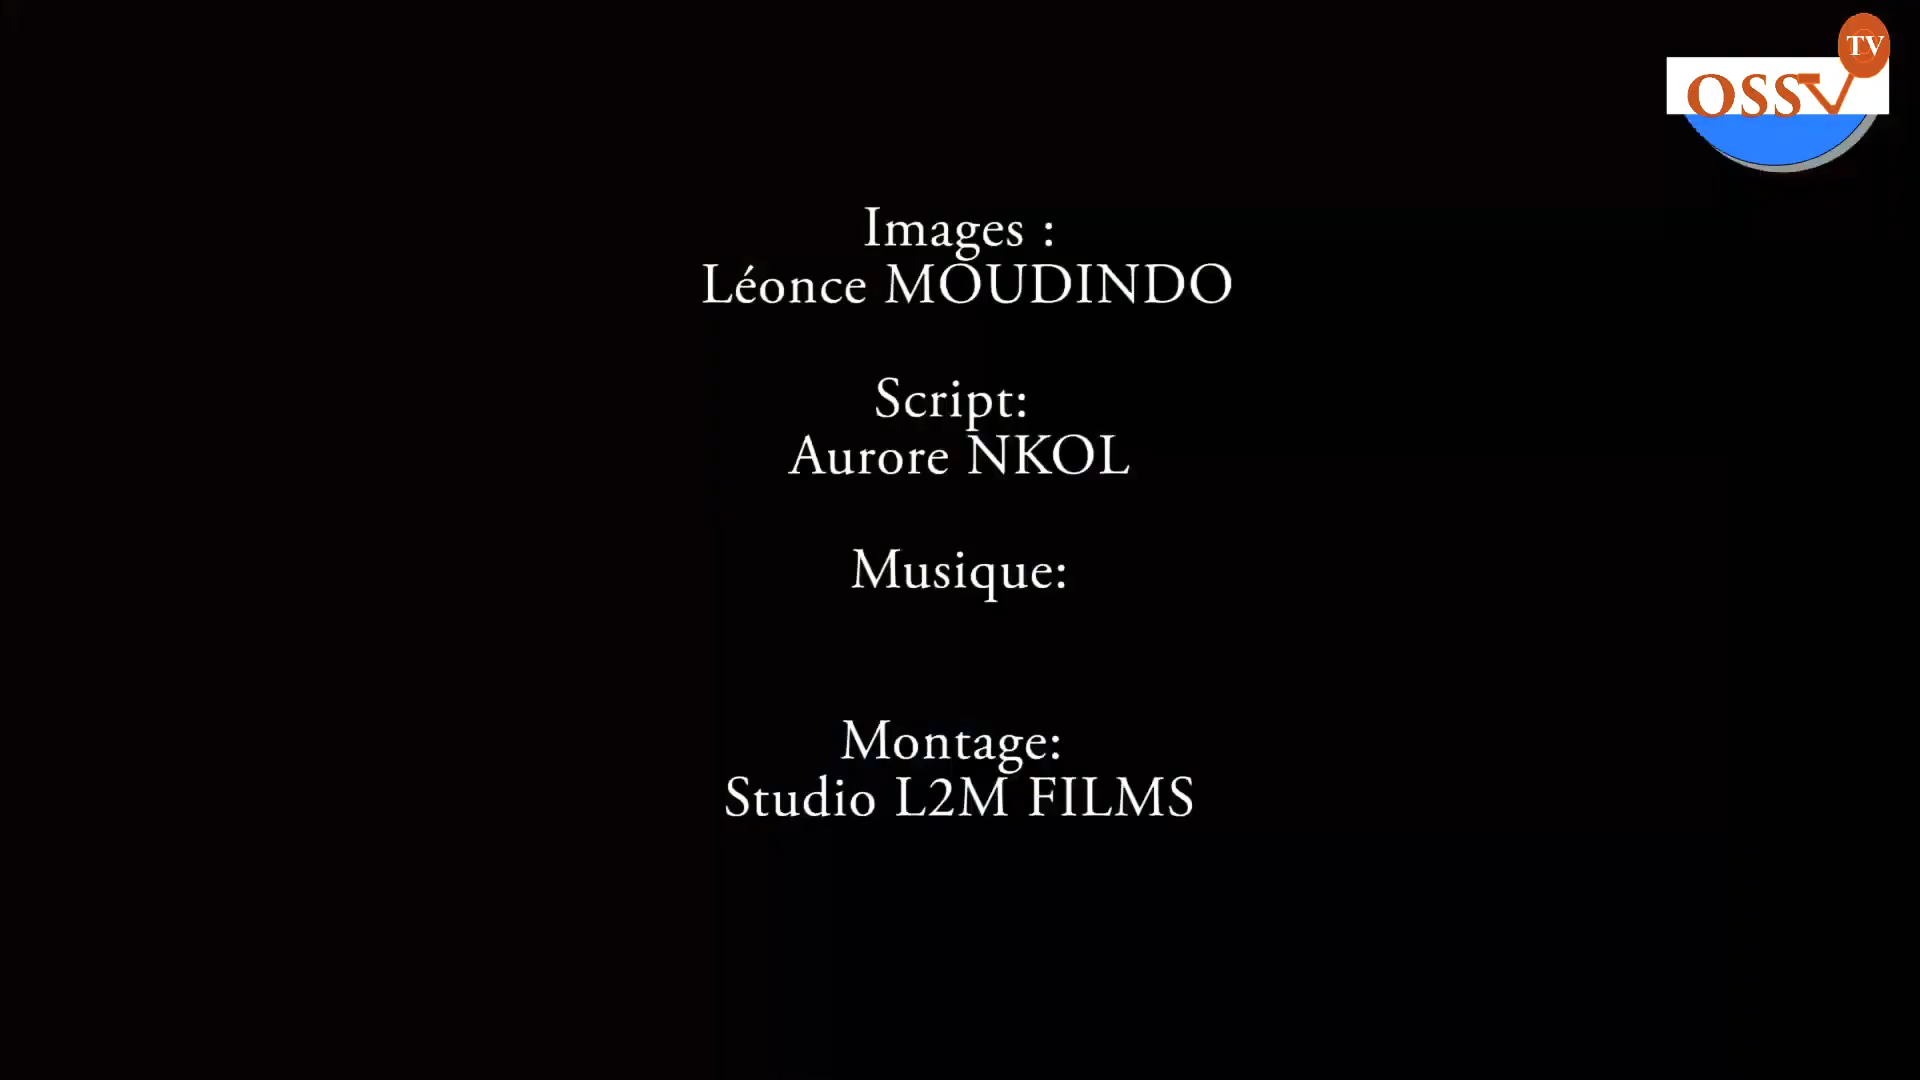 TV
OSSV
Images :
Léonce MOUDINDO
Script:
Aurore NKOL
Musique:
Montage:
Studio L2M FILMS